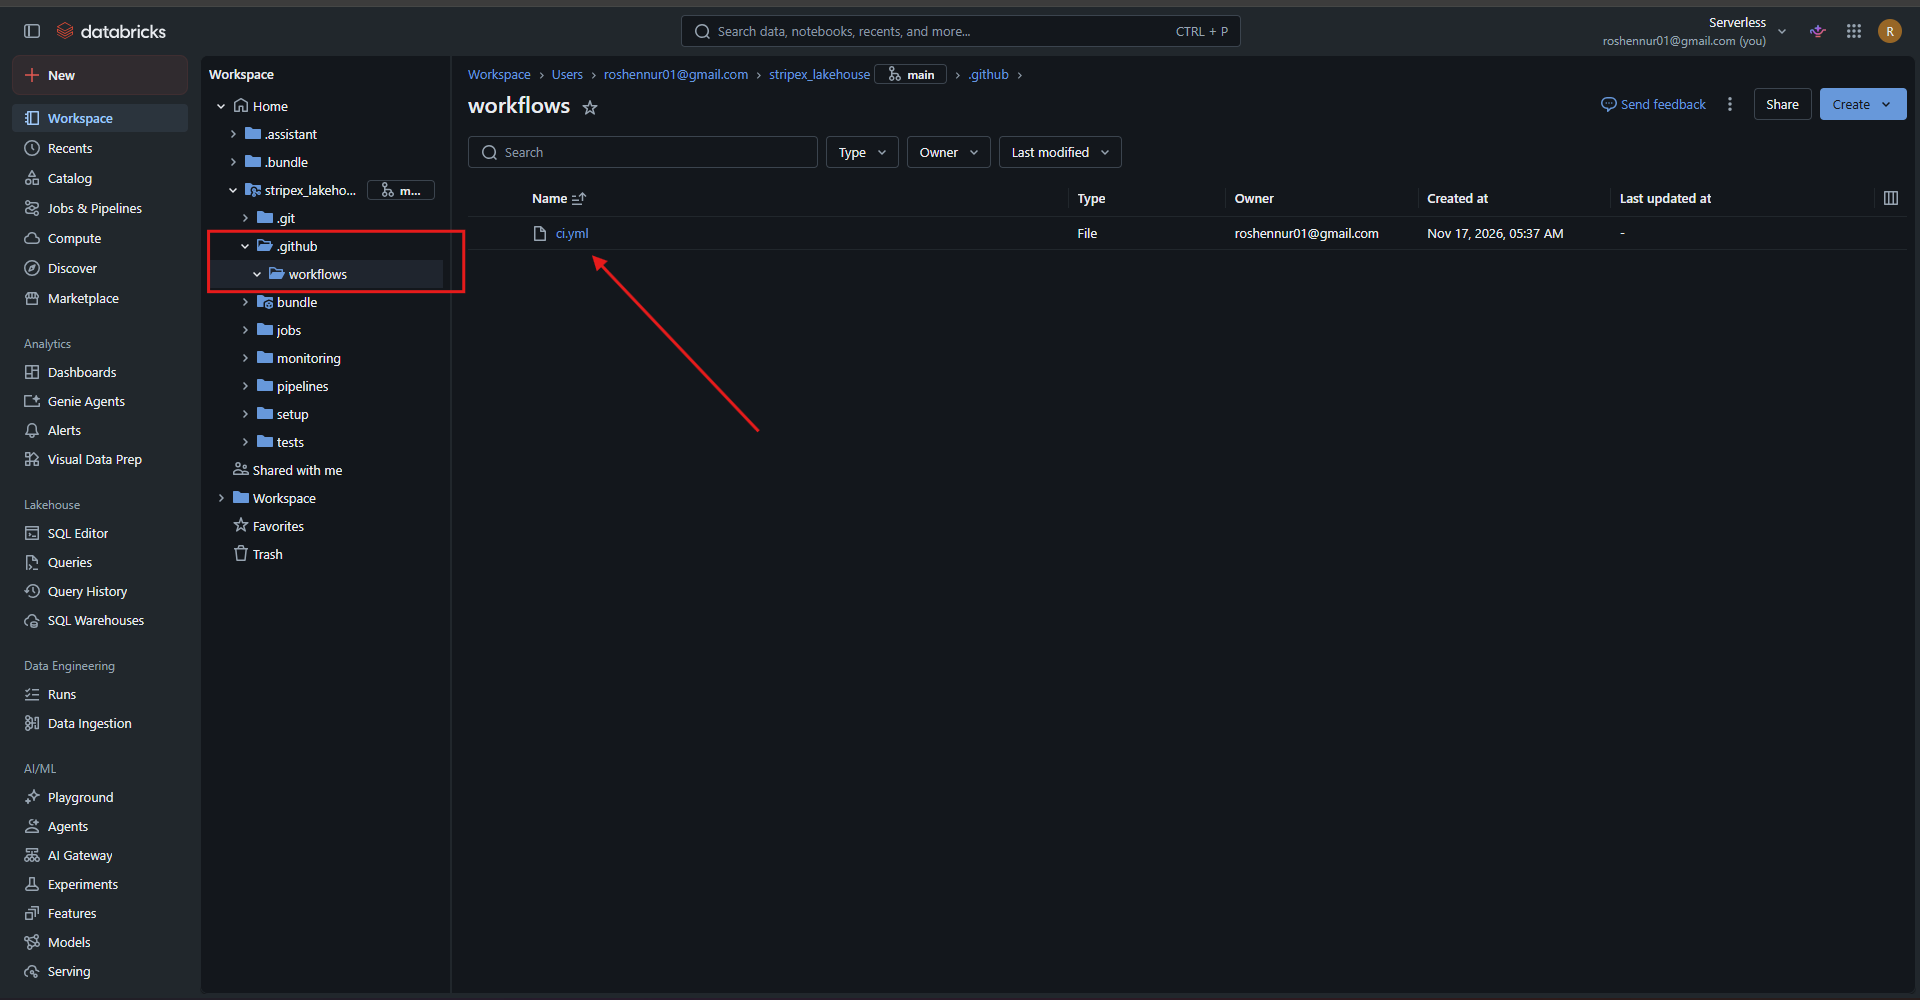 databricks
Search data, notebooks, recents, and more...
CTRL + P
Serverless
roshennur01@gmail.com (you)
R
New
Workspace
Recents
Catalog
Jobs & Pipelines
Compute
Discover
Marketplace
Analytics
Dashboards
Genie Agents
Alerts
Visual Data Prep
Lakehouse
SQL Editor
Queries
Query History
SQL Warehouses
Data Engineering
Runs
Data Ingestion
AI/ML
Playground
Agents
AI Gateway
Experiments
Features
Models
Serving
Workspace
Home
.assistant
.bundle
stripex_lakeho... m...
.git
.github
workflows
bundle
jobs
monitoring
pipelines
setup
tests
Shared with me
Workspace
Favorites
Trash
Workspace > Users > roshennur01@gmail.com > stripex_lakehouse main > .github >
workflows
Send feedback
Share
Create
Search
Type
Owner
Last modified
Name Type Owner Created at Last updated at
ci.yml File roshennur01@gmail.com Nov 17, 2026, 05:37 AM -